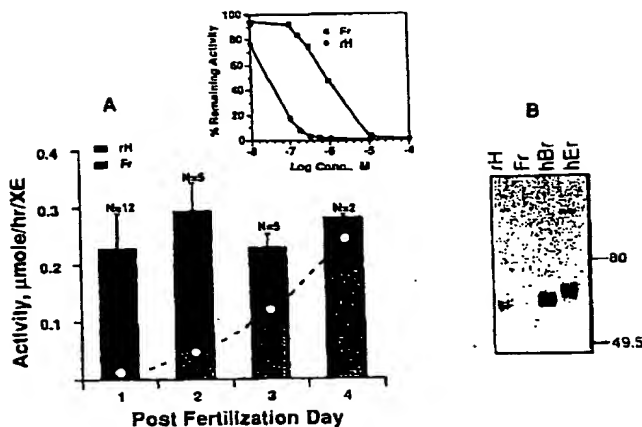 100
80
60
40
20
0
% Remaining Activity
Fr
rH
-8 -7 -6 -5 -4
Log Conc., M
A
rH
Fr
0.4
0.3
0.2
0.1
Activity, µmole/hr/XE
N=12
N=5
N=5
N=2
1 2 3 4
Post Fertilization Day
B
rH
Fr
hBr
hEr
80
49.5